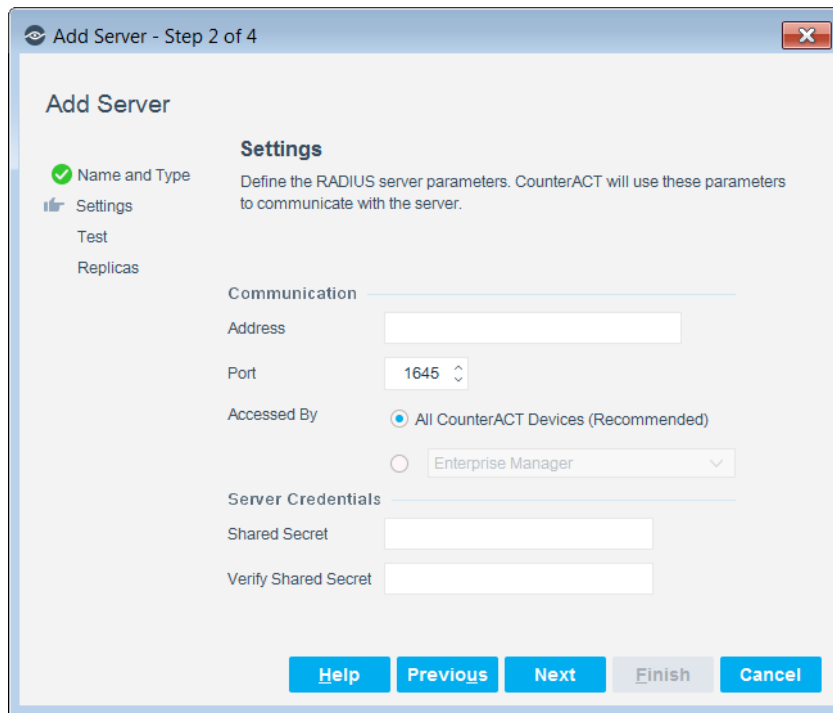 Add Server - Step 2 of 4
Add Server
Name and Type
Settings
Test
Replicas
Settings
Define the RADIUS server parameters. CounterACT will use these parameters
to communicate with the server.
Communication
Address
Port 1645
Accessed By All CounterACT Devices (Recommended)
Enterprise Manager
Server Credentials
Shared Secret
Verify Shared Secret
Help Previous Next Finish Cancel